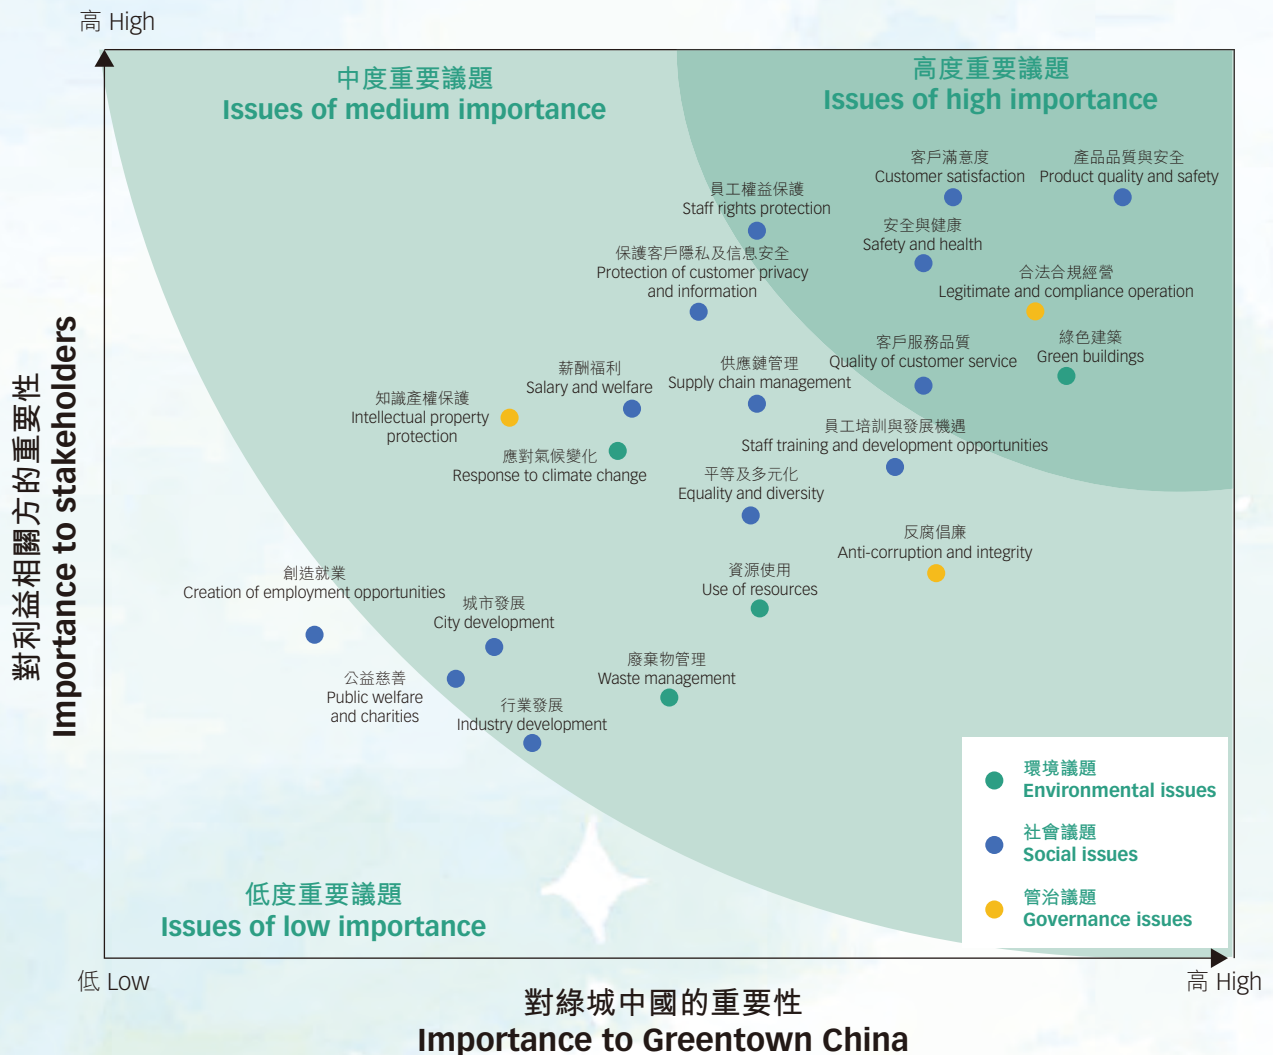 高 High
中度重要議題
Issues of medium importance
高度重要議題
Issues of high importance
客戶滿意度
Customer satisfaction
產品品質與安全
Product quality and safety
員工權益保護
Staff rights protection
安全與健康
Safety and health
保護客戶隱私及信息安全
Protection of customer privacy
and information
合法合規經營
Legitimate and compliance operation
客戶服務品質
Quality of customer service
綠色建築
Green buildings
薪酬福利
Salary and welfare
供應鏈管理
Supply chain management
知識產權保護
Intellectual property
protection
員工培訓與發展機遇
Staff training and development opportunities
應對氣候變化
Response to climate change
平等及多元化
Equality and diversity
反腐倡廉
Anti-corruption and integrity
創造就業
Creation of employment opportunities
資源使用
Use of resources
城市發展
City development
廢棄物管理
Waste management
公益慈善
Public welfare
and charities
行業發展
Industry development
環境議題
Environmental issues
社會議題
Social issues
管治議題
Governance issues
低度重要議題
Issues of low importance
對利益相關方的重要性
Importance to stakeholders
低 Low
高 High
對綠城中國的重要性
Importance to Greentown China